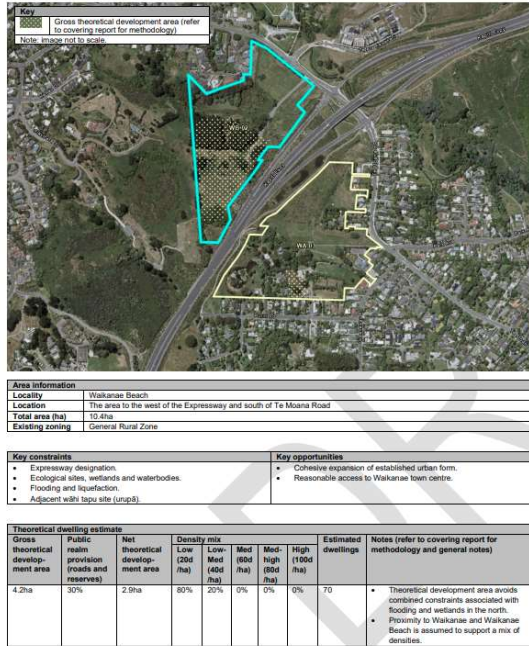 Key
Gross theoretical development area (refer
to covering report for methodology)
Note: image not to scale.
WA-02
WA-01
Area information
Locality Waikanae Beach
Location The area to the west of the Expressway and south of Te Moana Road
Total area (ha) 10.4ha
Existing zoning General Rural Zone
Key constraints
• Expressway designation.
• Ecological sites, wetlands and waterbodies.
• Flooding and liquefaction.
• Adjacent wāhi tapu site (urupā).
Key opportunities
• Cohesive expansion of established urban form.
• Reasonable access to Waikanae town centre.
Theoretical dwelling estimate
Gross
theoretical
develop-
ment area
Public
realm
provision
(roads and
reserves)
Net
theoretical
develop-
ment area
Density mix
Low
(20d
/ha)
Low-
Med
(40d
/ha)
Med
(60d
/ha)
Med-
high
(80d
/ha)
High
(100d
/ha)
Estimated
dwellings
Notes (refer to covering report for
methodology and general notes)
4.2ha 30% 2.9ha 80% 20% 0% 0% 0% 70
• Theoretical development area avoids
combined constraints associated with
flooding and wetlands in the north.
• Proximity to Waikanae and Waikanae
Beach is assumed to support a mix of
densities.